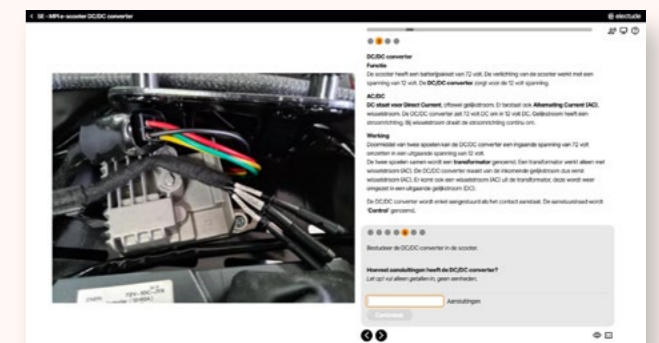 SE - MPI e-scooter DC/DC converter
electude
DC/DC converter
Functie
De scooter heeft een batterijpakket van 72 volt. De verlichting van de scooter werkt met een
spanning van 12 volt. De DC/DC converter zorgt voor de 12 volt spanning.
AC/DC
DC staat voor Direct Current, oftewel gelijkstroom. Er bestaat ook Alternating Current (AC),
wisselstroom. De DC/DC converter zet 72 volt DC om in 12 volt DC. Gelijkstroom heeft een
stroomrichting. Bij wisselstroom draait de stroomrichting continu om.
Werking
Doormiddel van twee spoelen kan de DC/DC converter een ingaande spanning van 72 volt
omzetten in een uitgaande spanning van 12 volt.
De twee spoelen samen wordt een transformator genoemd. Een transformator werkt alleen met
wisselstroom (AC). De DC/DC converter maakt van de inkomende gelijkstroom dus eerst
wisselstroom (AC). Er komt ook een wisselstroom (AC) uit de transformator, deze wordt weer
omgezet in een uitgaande gelijkstroom (DC).
De DC/DC converter wordt enkel aangestuurd als het contact aanstaat. De aanstuurdraad wordt
'Control' genoemd.
Bestudeer de DC/DC converter in de scooter.
Hoeveel aansluitingen heeft de DC/DC converter?
Let op! vul alleen getallen in, geen eenheden.
Aansluitingen
Continue